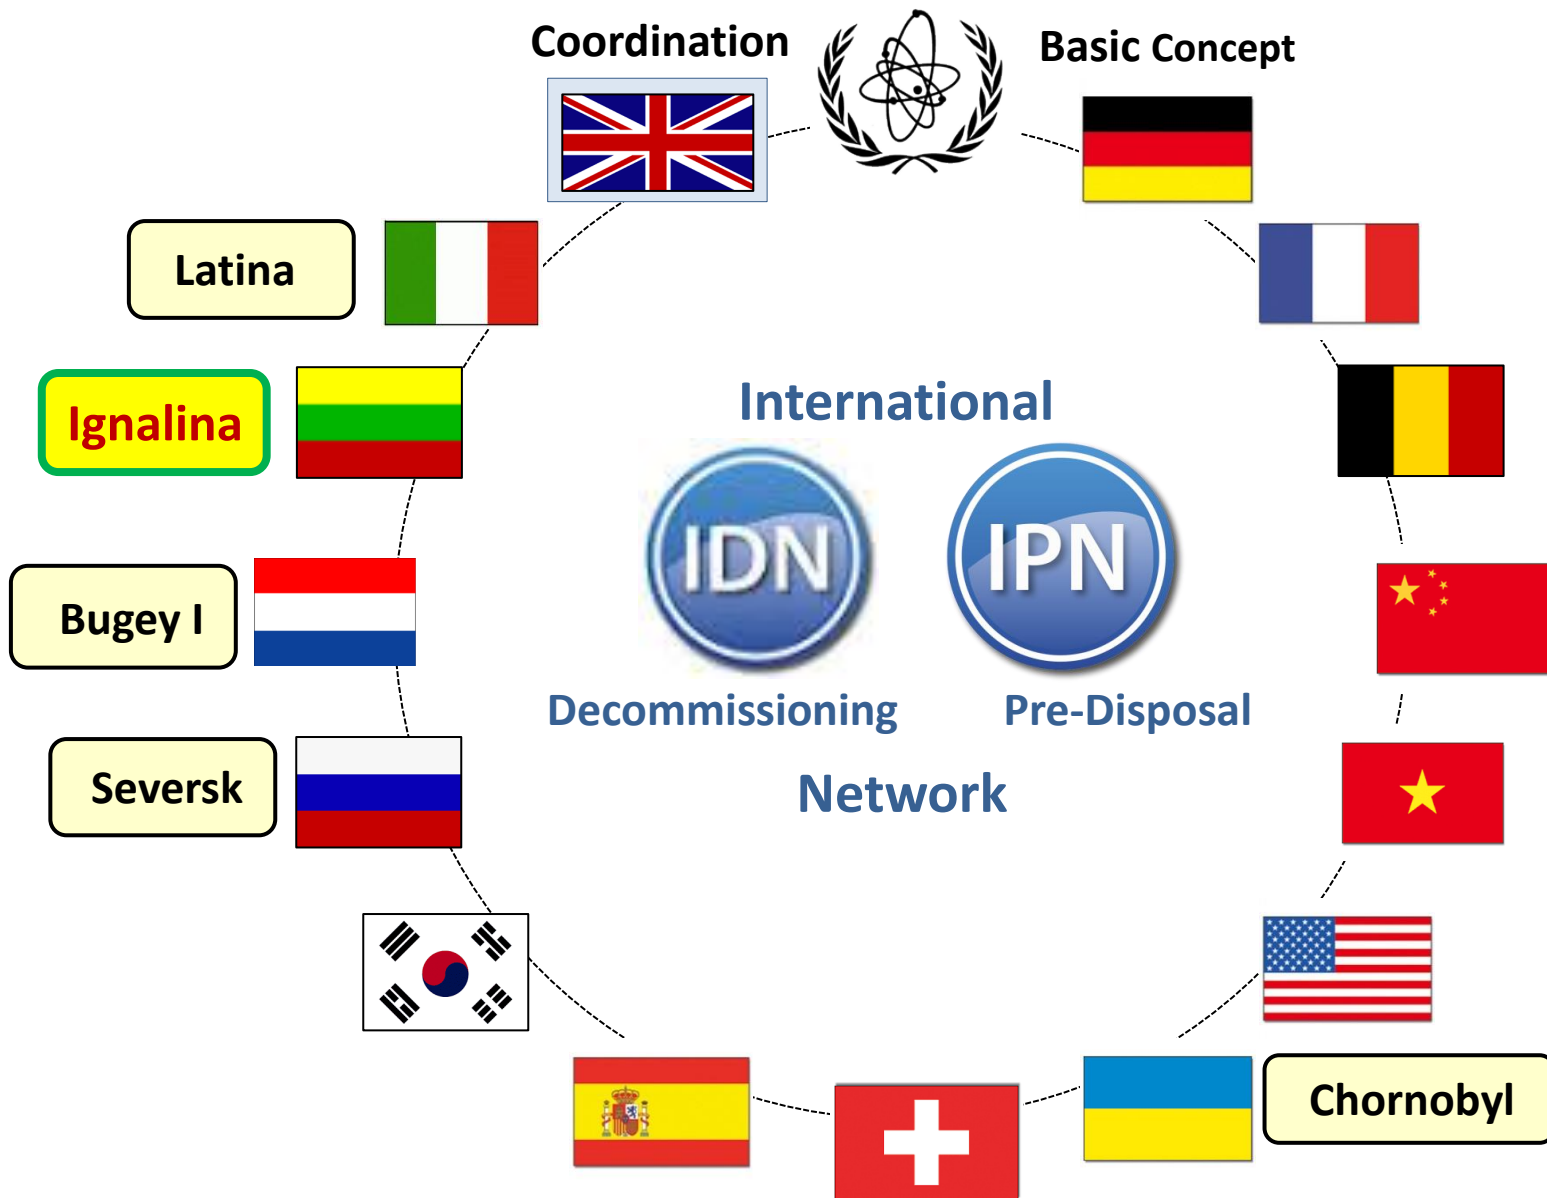 Coordination
Basic Concept
Latina
Ignalina
International
IDN
IPN
Bugey I
Decommissioning
Pre-Disposal
Seversk
Network
Chornobyl